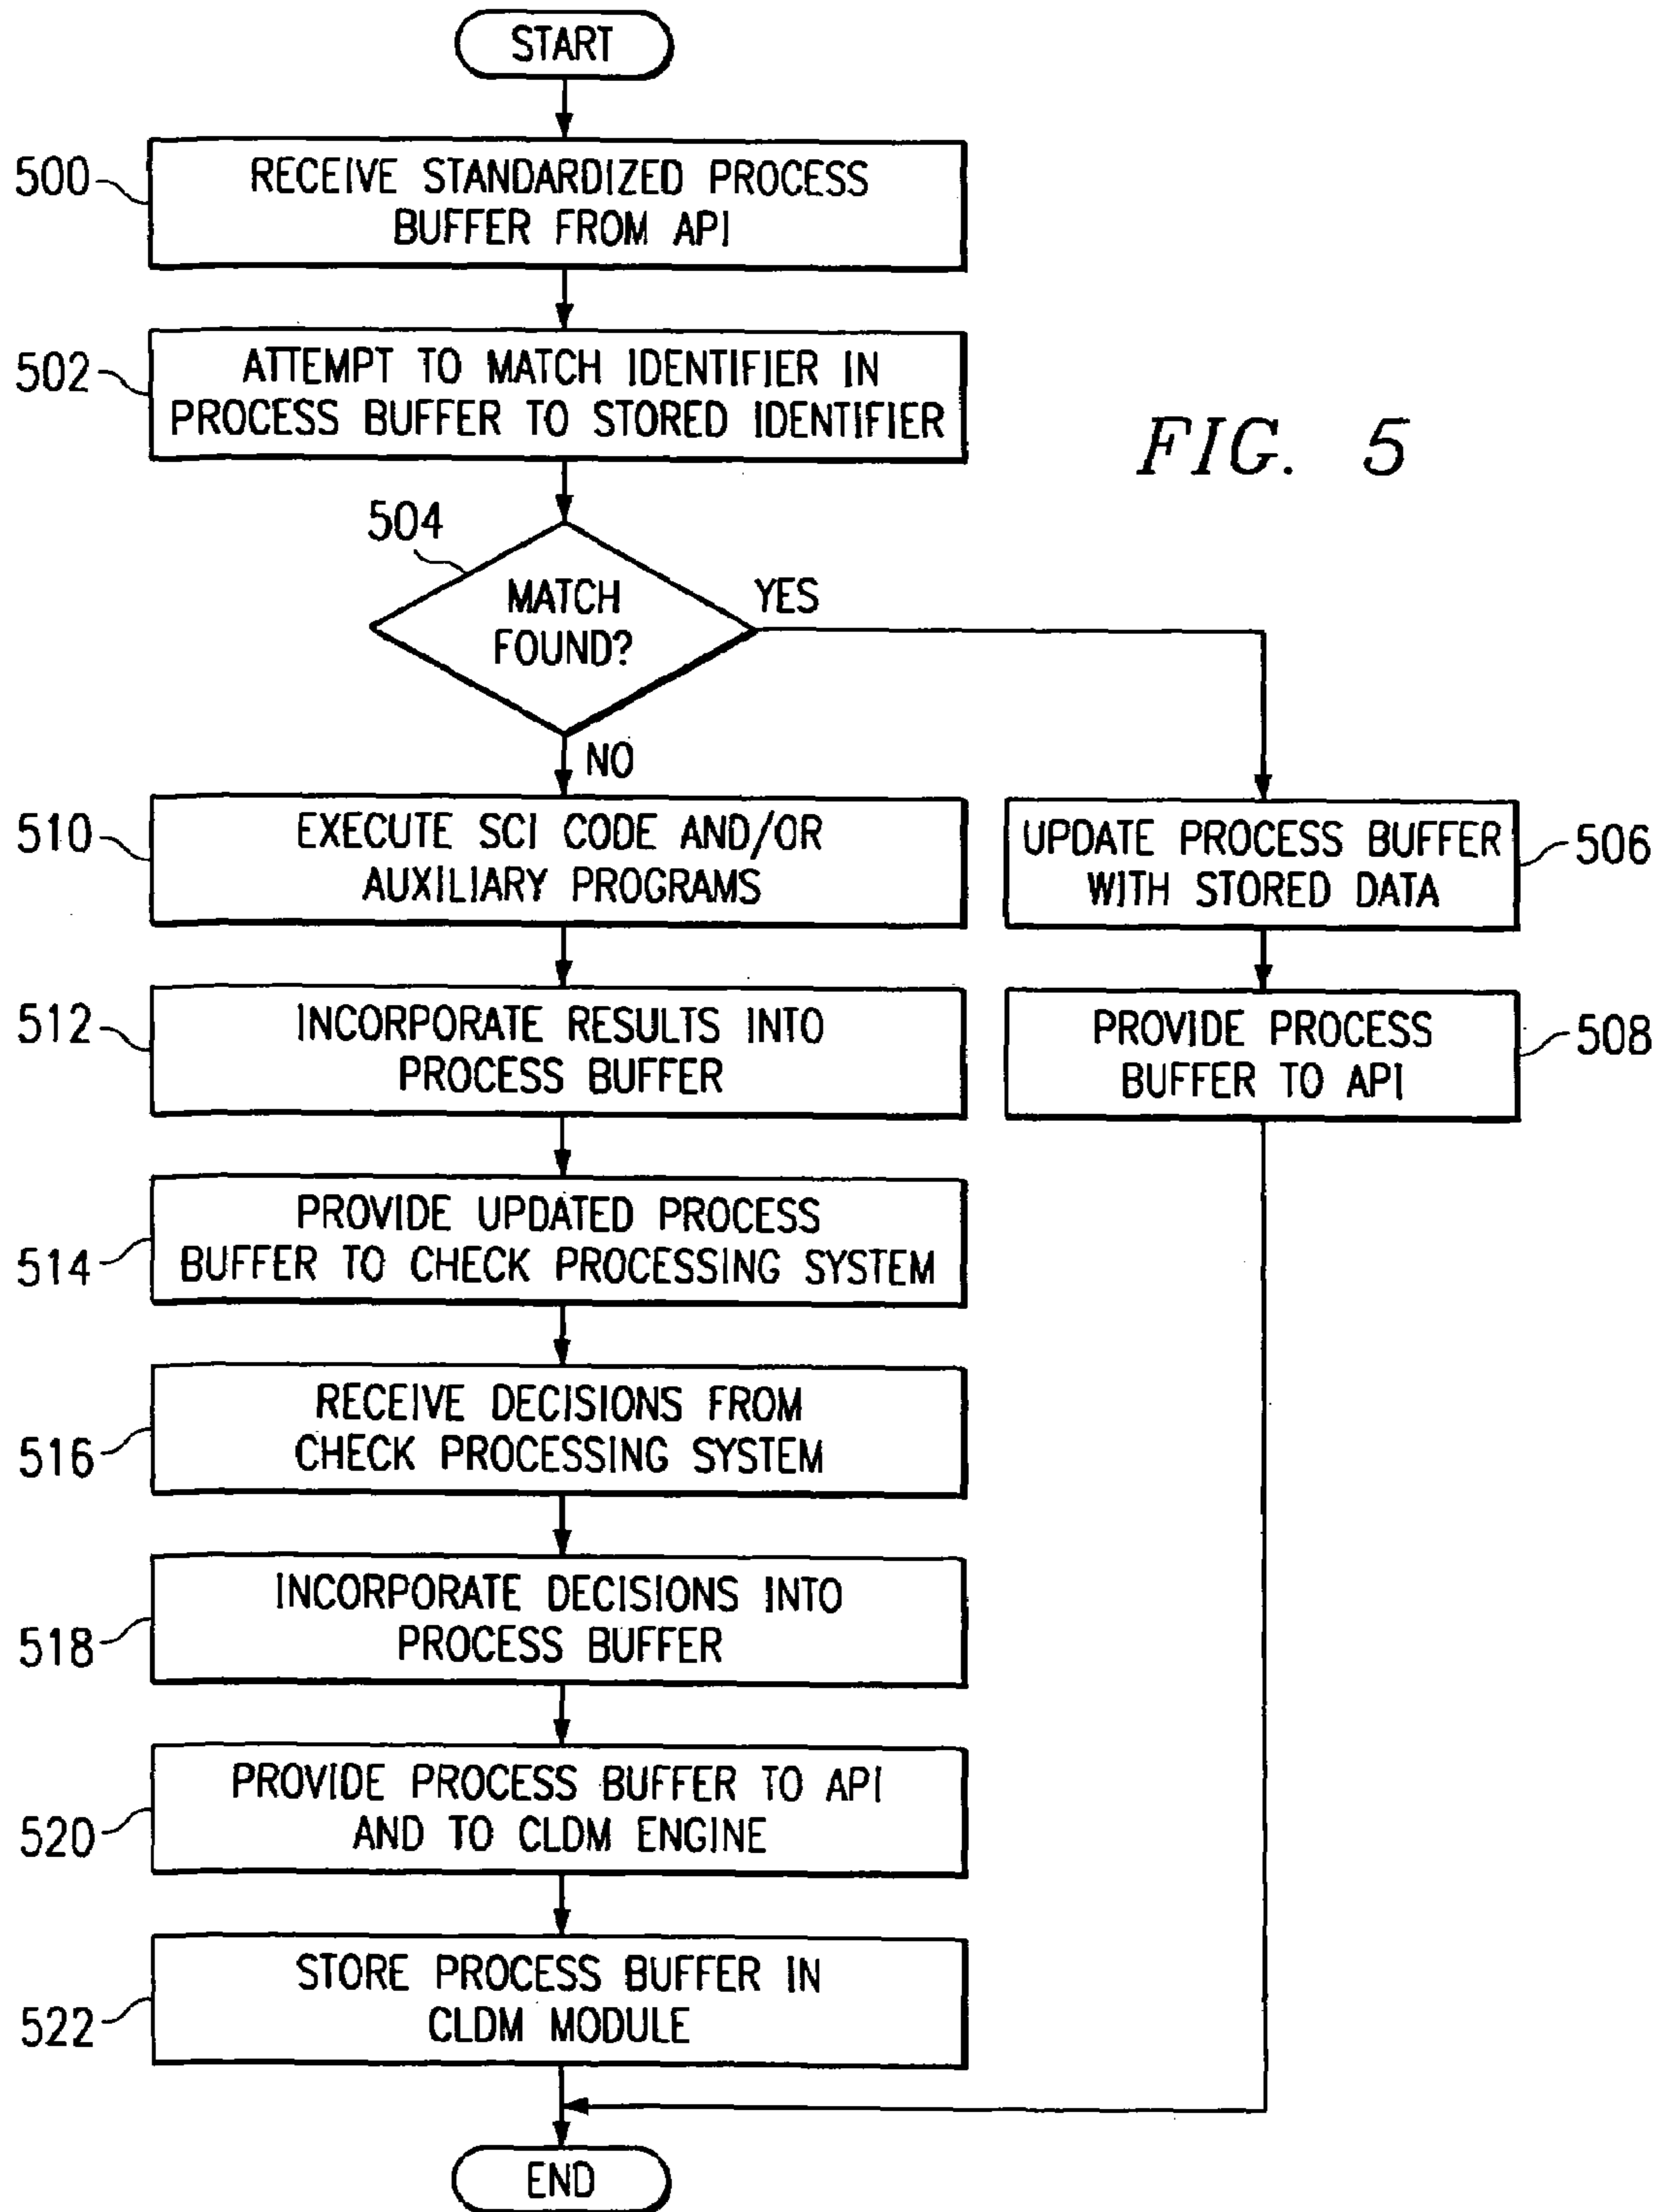 START
500
RECEIVE STANDARDIZED PROCESS
BUFFER FROM API
502
ATTEMPT TO MATCH IDENTIFIER IN
PROCESS BUFFER TO STORED IDENTIFIER
FIG. 5
504
MATCH
FOUND?
YES
NO
510
EXECUTE SCI CODE AND/OR
AUXILIARY PROGRAMS
UPDATE PROCESS BUFFER
WITH STORED DATA
506
512
INCORPORATE RESULTS INTO
PROCESS BUFFER
PROVIDE PROCESS
BUFFER TO API
508
514
PROVIDE UPDATED PROCESS
BUFFER TO CHECK PROCESSING SYSTEM
516
RECEIVE DECISIONS FROM
CHECK PROCESSING SYSTEM
518
INCORPORATE DECISIONS INTO
PROCESS BUFFER
520
PROVIDE PROCESS BUFFER TO API
AND TO CLDM ENGINE
522
STORE PROCESS BUFFER IN
CLDM MODULE
END